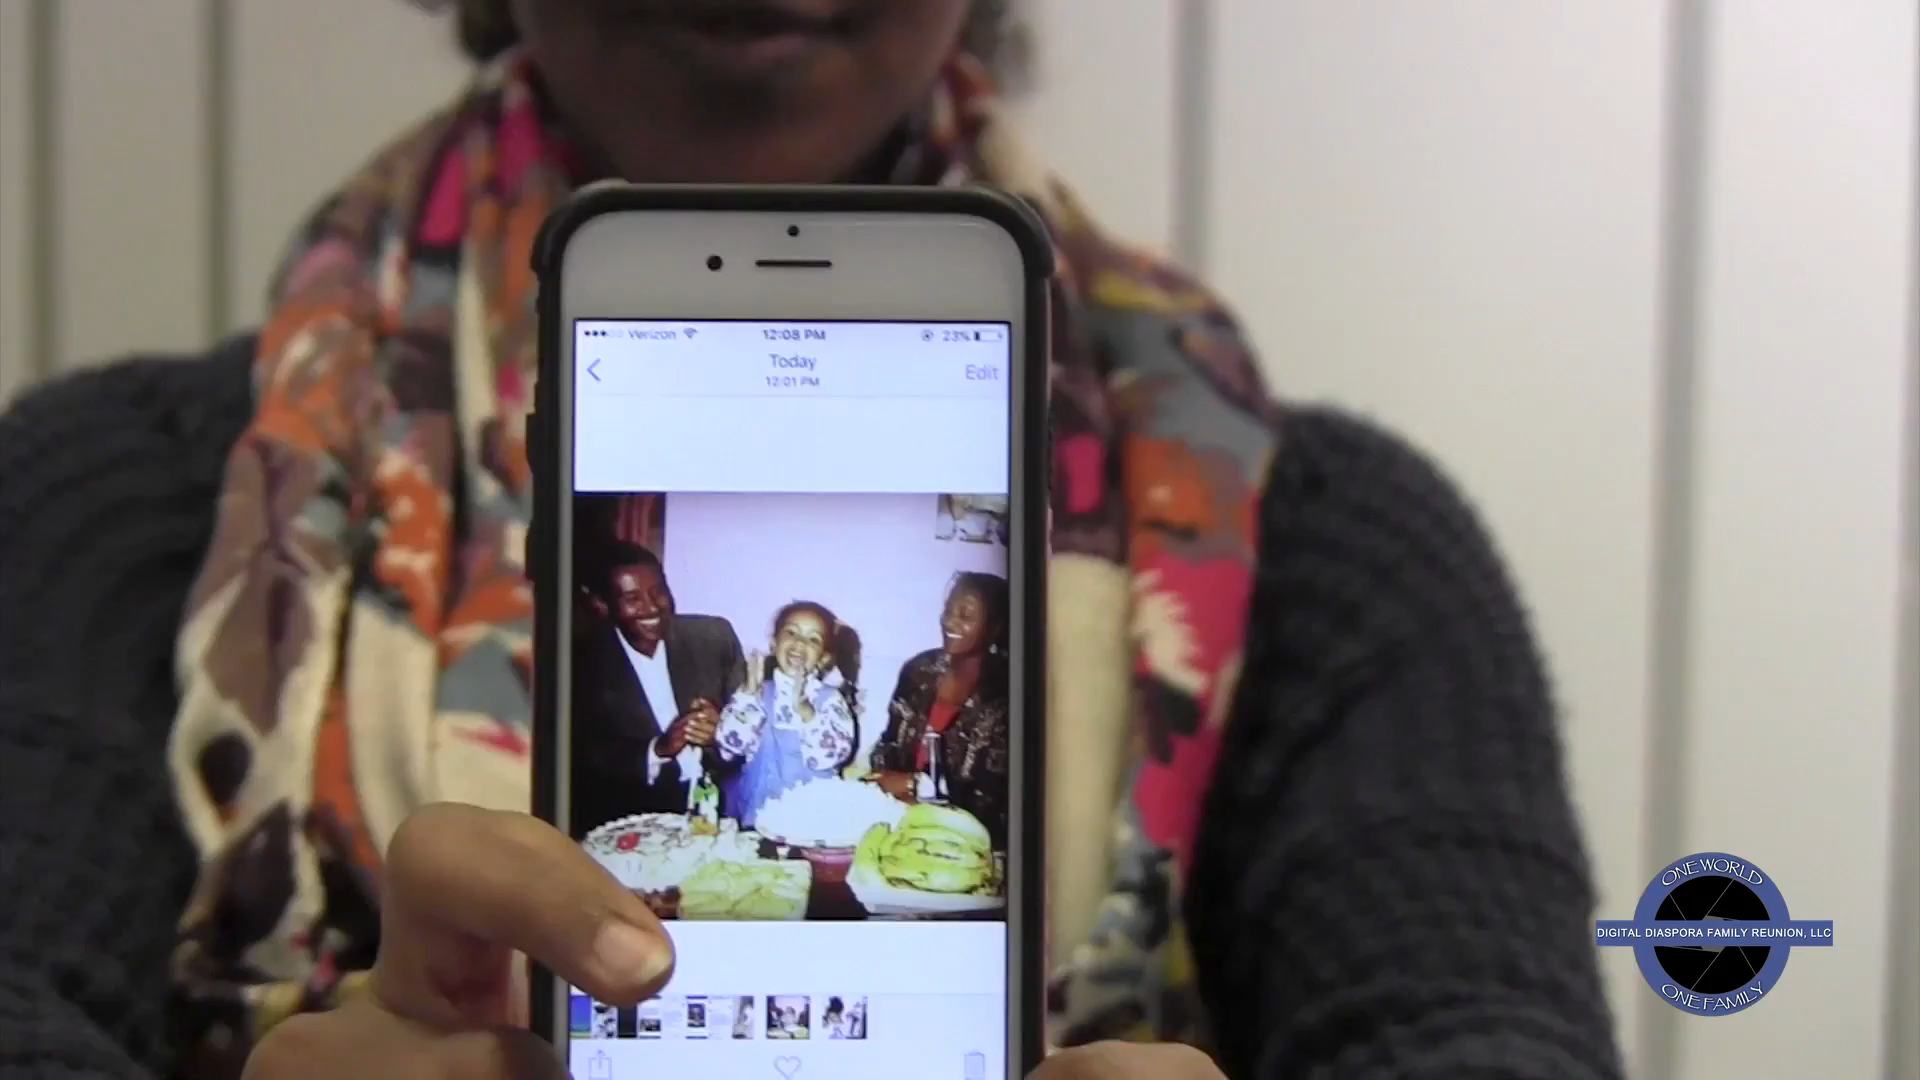 Verizon 12:08 PM 23%
Today
12:01 PM
Edit
ONE WORLD
DIGITAL DIASPORA FAMILY REUNION, LLC
ONE FAMILY